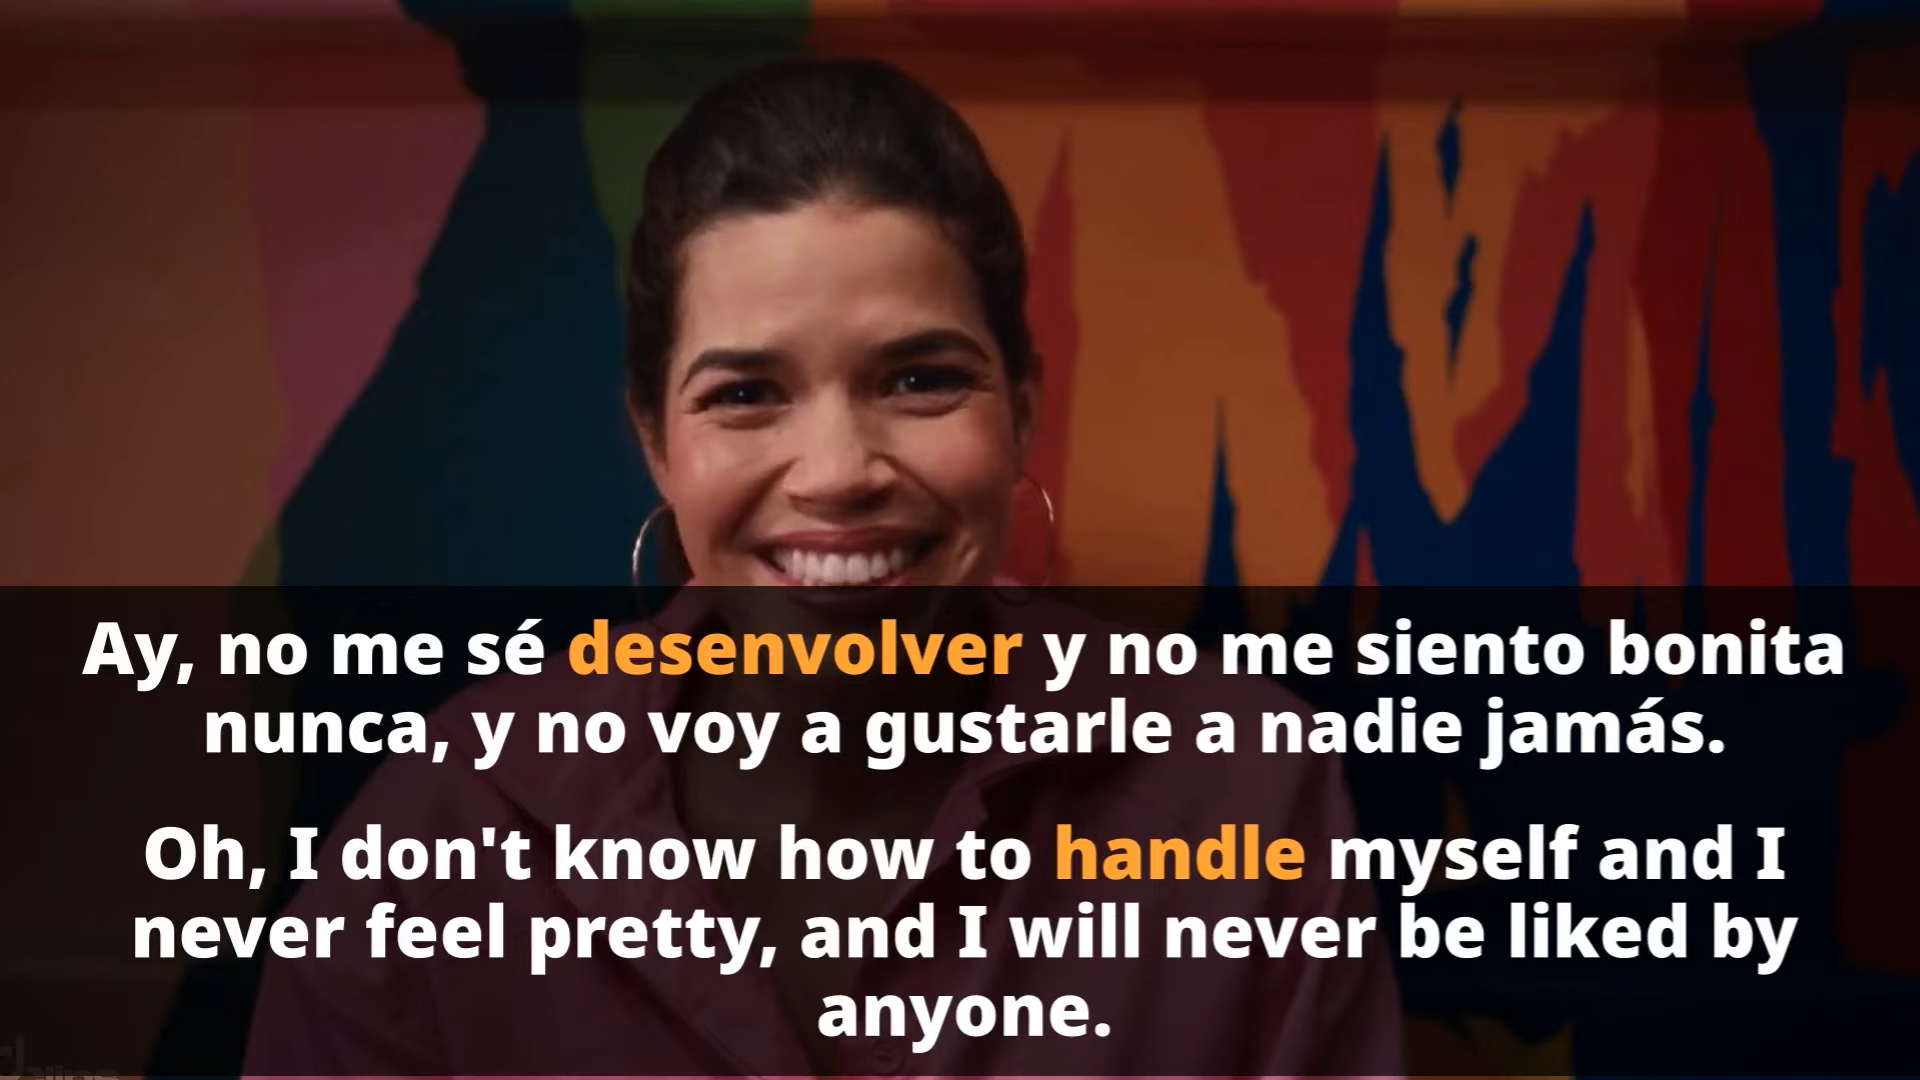 Ay, no me sé desenvolver y no me siento bonita
nunca, y no voy a gustarle a nadie jamás.
Oh, I don't know how to handle myself and I
never feel pretty, and I will never be liked by
anyone.